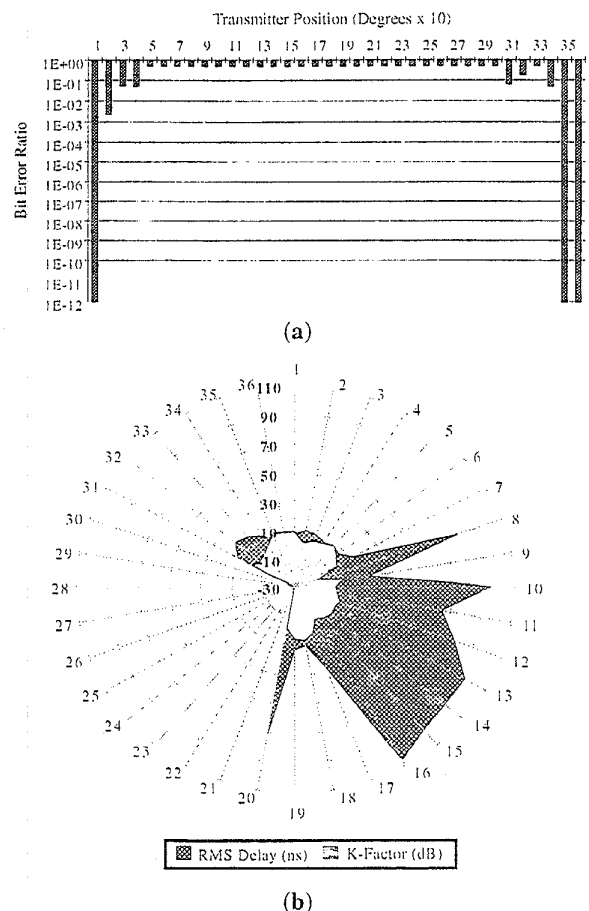 Transmitter Position (Degrees x 10)
1 3 5 7 9 11 13 15 17 19 21 23 25 27 29 31 33 35
1E+00
1E-01
1E-02
1E-03
1E-04
1E-05
1E-06
1E-07
1E-08
1E-09
1E-10
1E-11
1E-12
Bit Error Ratio
(a)
1
2
3
4
5
6
7
8
9
10
11
12
13
14
15
16
17
18
19
20
21
22
23
24
25
26
27
28
29
30
31
32
33
34
35
36
110
90
70
50
30
10
-10
-30
RMS Delay (ns) K-Factor (dB)
(b)